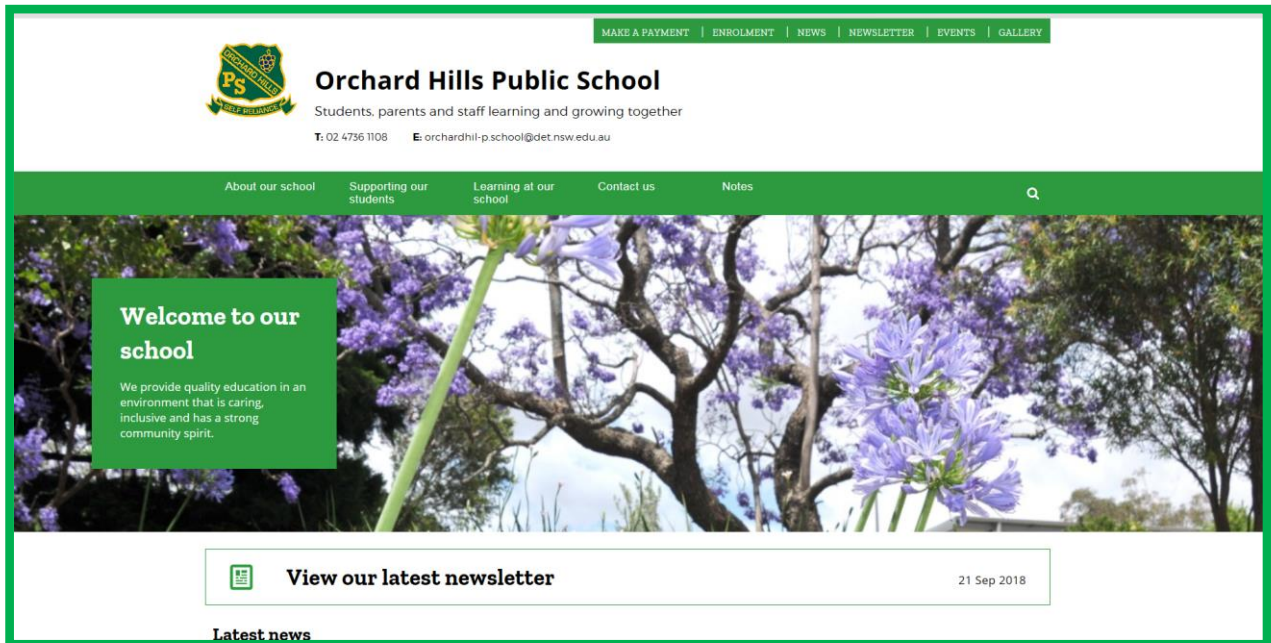 MAKE A PAYMENT | ENROLMENT | NEWS | NEWSLETTER | EVENTS | GALLERY
ORCHARD HILLS
PS
SELF RELIANCE
Orchard Hills Public School
Students, parents and staff learning and growing together
T: 02 4736 1108 E: orchardhil-p.school@det.nsw.edu.au
About our school Supporting our students Learning at our school Contact us Notes
Welcome to our
school
We provide quality education in an
environment that is caring,
inclusive and has a strong
community spirit.
View our latest newsletter 21 Sep 2018
Latest news